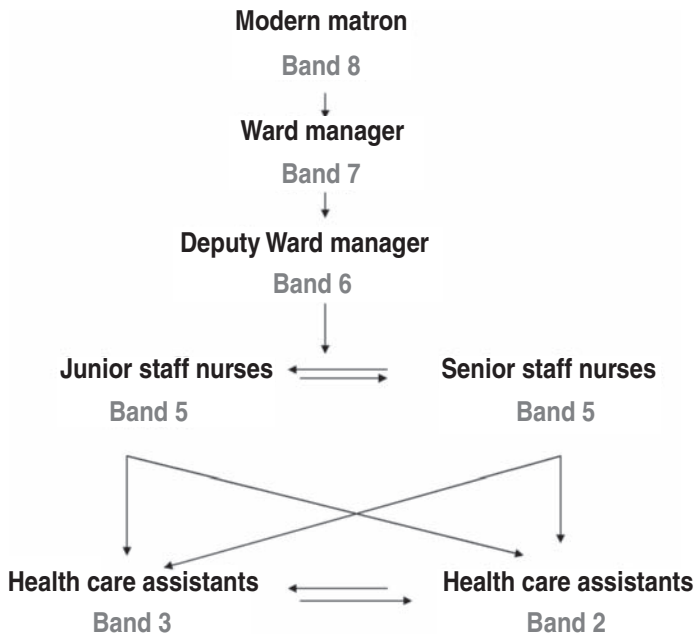 Modern matron
Band 8
Ward manager
Band 7
Deputy Ward manager
Band 6
Junior staff nurses
Senior staff nurses
Band 5
Band 5
Health care assistants
Health care assistants
Band 3
Band 2